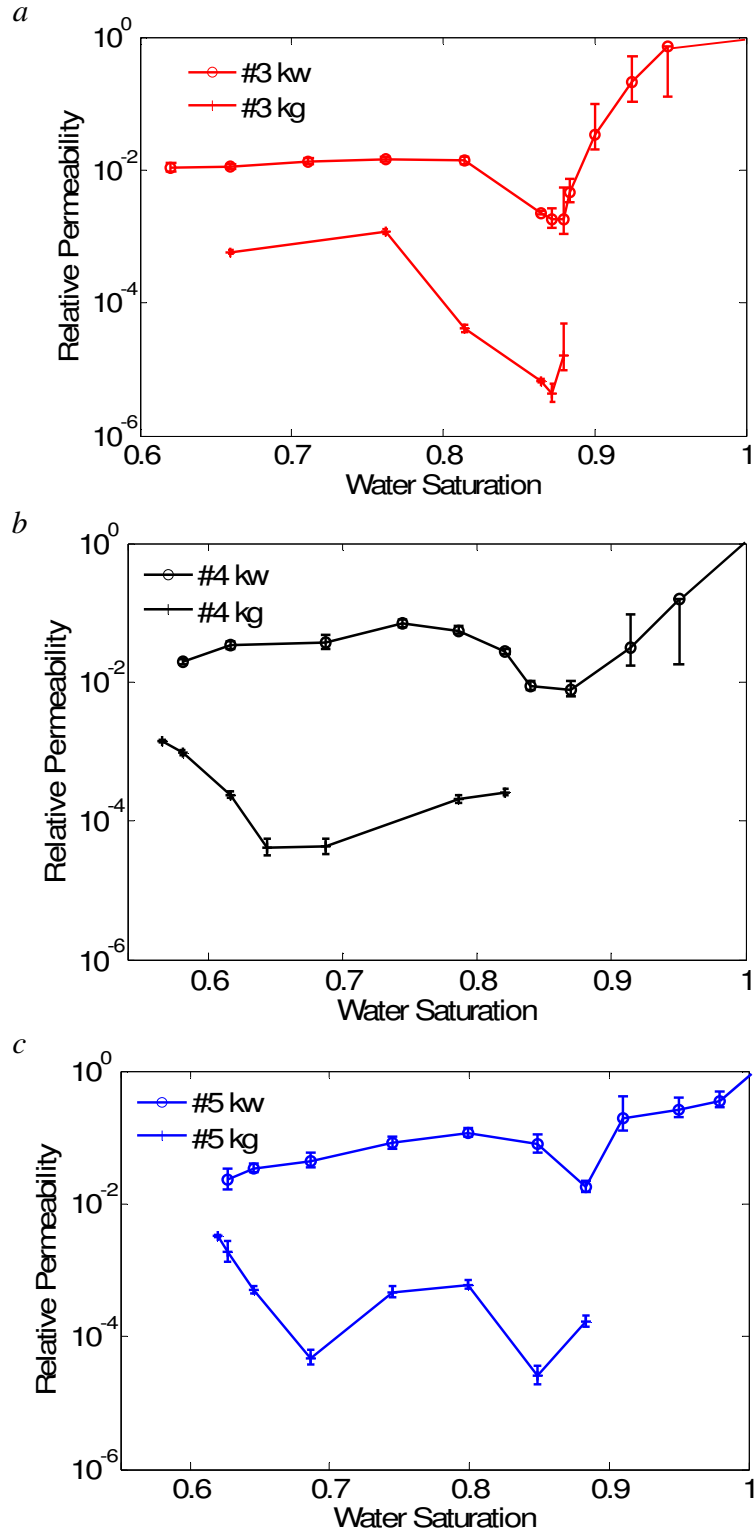 a
10^0
#3 kw
#3 kg
10^-2
Relative Permeability
10^-4
10^-6
0.6 0.7 0.8 0.9 1
Water Saturation
b
10^0
#4 kw
#4 kg
10^-2
Relative Permeability
10^-4
10^-6
0.6 0.7 0.8 0.9 1
Water Saturation
c
10^0
#5 kw
#5 kg
10^-2
Relative Permeability
10^-4
10^-6
0.6 0.7 0.8 0.9 1
Water Saturation